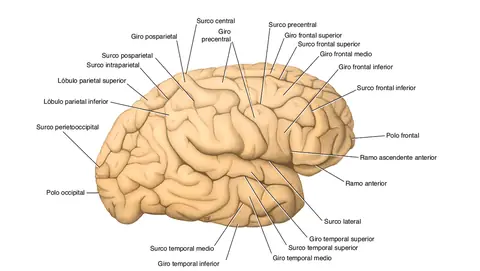 Surco central
Surco precentral
Giro posparietal
Giro
precentral
Giro frontal superior
Surco frontal superior
Surco posparietal
Giro frontal medio
Surco intraparietal
Giro frontal inferior
Lóbulo parietal superior
Surco frontal inferior
Lóbulo parietal inferior
Surco perietooccipital
Polo frontal
Ramo ascendente anterior
Ramo anterior
Polo occipital
Surco lateral
Giro temporal superior
Surco temporal medio
Surco temporal superior
Giro temporal medio
Giro temporal inferior